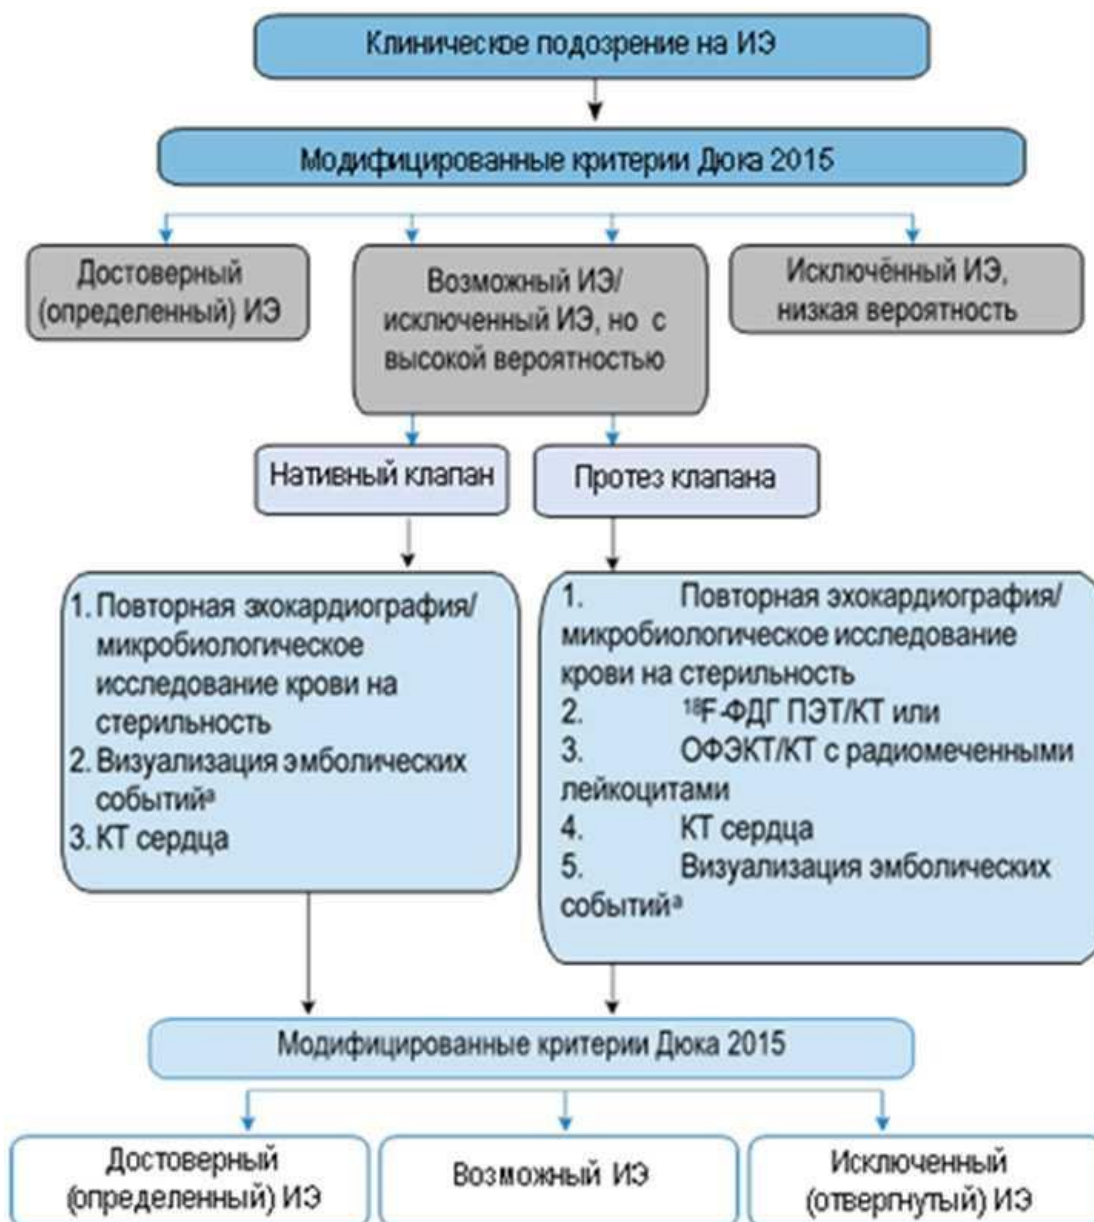 Клиническое подозрение на ИЭ
Модифицированные критерии Дюка 2015
Достоверный
(определенный) ИЭ
Возможный ИЭ/
исключенный ИЭ, но с
высокой вероятностью
Исключённый ИЭ,
низкая вероятность
Нативный клапан
Протез клапана
1. Повторная эхокардиография/
микробиологическое
исследование крови на
стерильность
2. Визуализация эмболических
событийᵃ
3. КТ сердца
1. Повторная эхокардиография/
микробиологическое исследование
крови на стерильность
2. ¹⁸F-ФДГ ПЭТ/КТ или
3. ОФЭКТ/КТ с радиомеченными
лейкоцитами
4. КТ сердца
5. Визуализация эмболических
событийᵃ
Модифицированные критерии Дюка 2015
Достоверный
(определенный) ИЭ
Возможный ИЭ
Исключенный
(отвергнутый) ИЭ